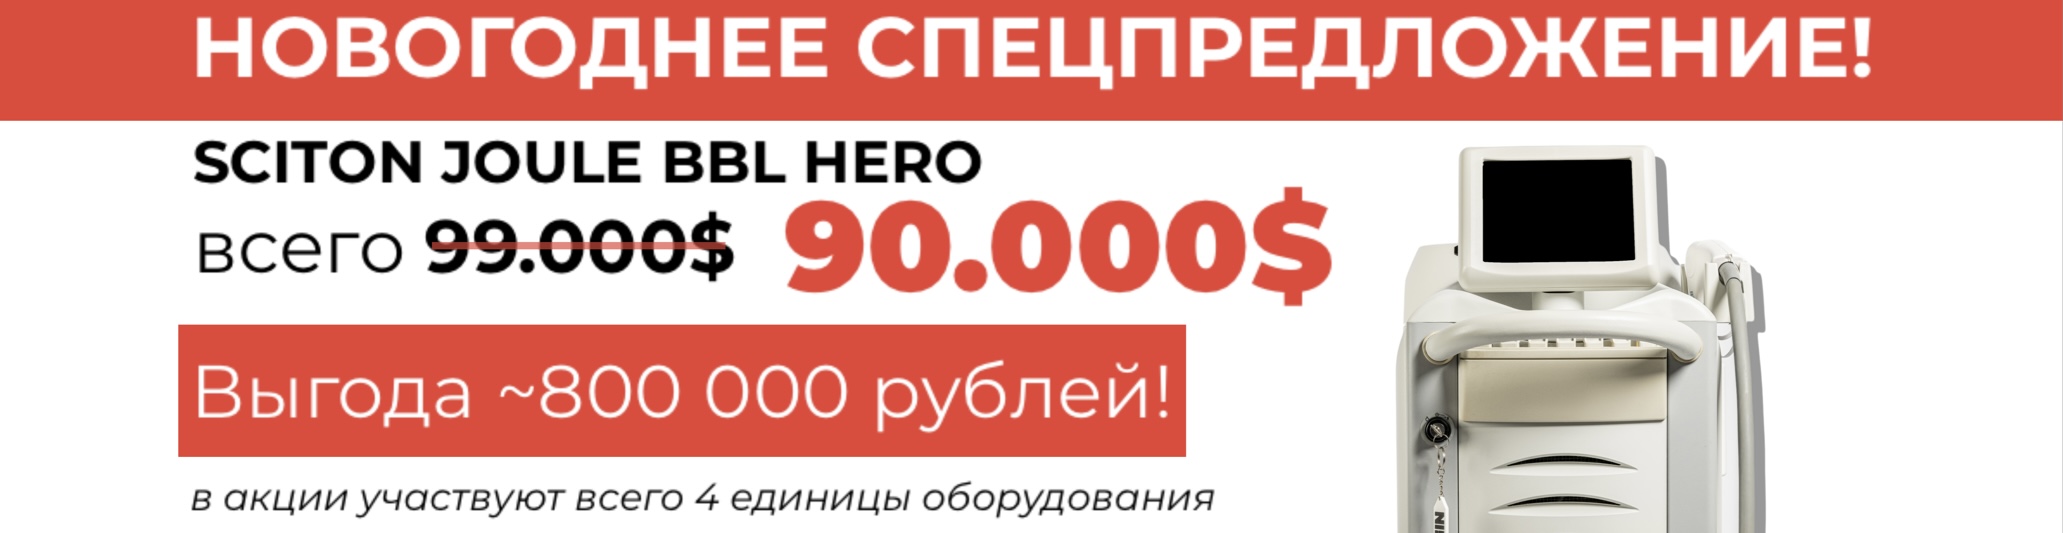 НОВОГОДНЕЕ СПЕЦПРЕДЛОЖЕНИЕ!
SCITON JOULE BBL HERO
всего 99.000$ 90.000$
Выгода ~800 000 рублей!
в акции участвуют всего 4 единицы оборудования